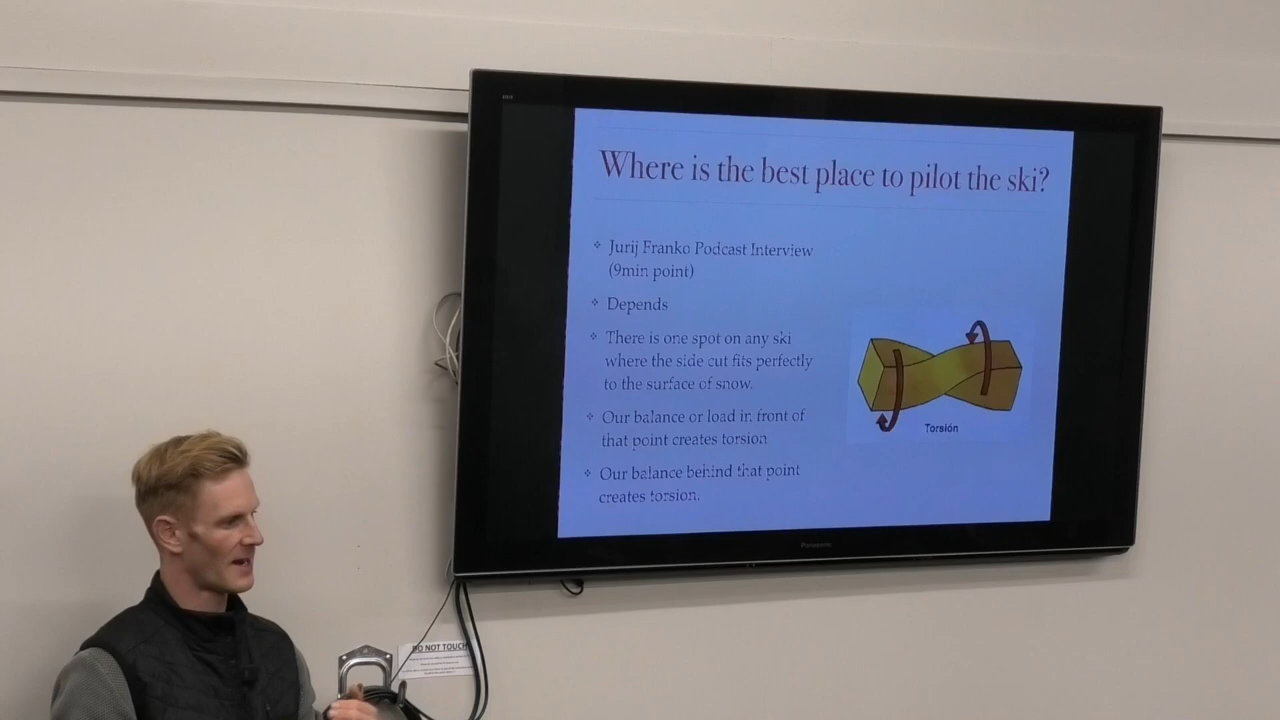 Where is the best place to pilot the ski?
Jurij Franko Podcast Interview
(9min point)
Depends
There is one spot on any ski
where the side cut fits perfectly
to the surface of snow.
Our balance or load in front of
that point creates torsion
Our balance behind that point
creates torsion.
Torsión
Panasonic
DO NOT TOUCH